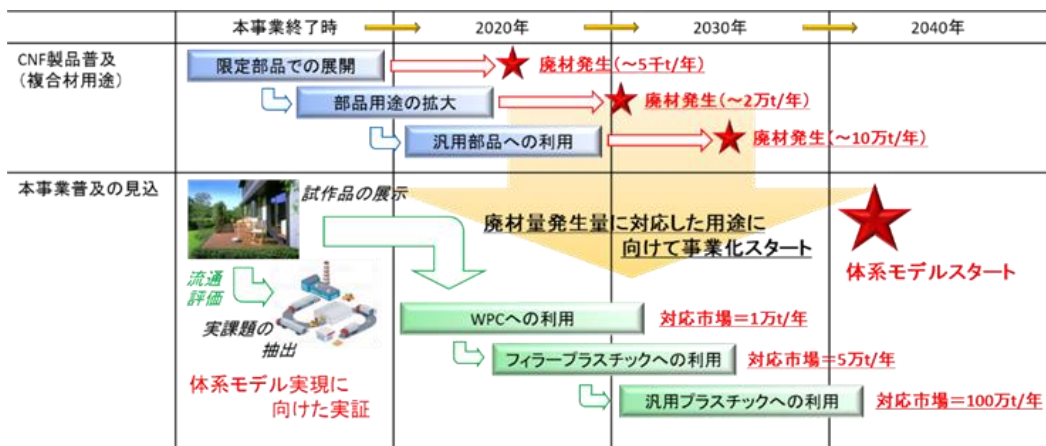 本事業終了時
2020年
2030年
2040年
CNF製品普及
(複合材用途)
限定部品での展開
廃材発生(～5千t/年)
部品用途の拡大
廃材発生(～2万t/年)
汎用部品への利用
廃材発生(～10万t/年)
本事業普及の見込
試作品の展示
廃材量発生量に対応した用途に
向けて事業化スタート
体系モデルスタート
流通
評価
実課題の
抽出
WPCへの利用
対応市場=1万t/年
フィラープラスチックへの利用
対応市場=5万t/年
体系モデル実現に
向けた実証
汎用プラスチックへの利用
対応市場=100万t/年